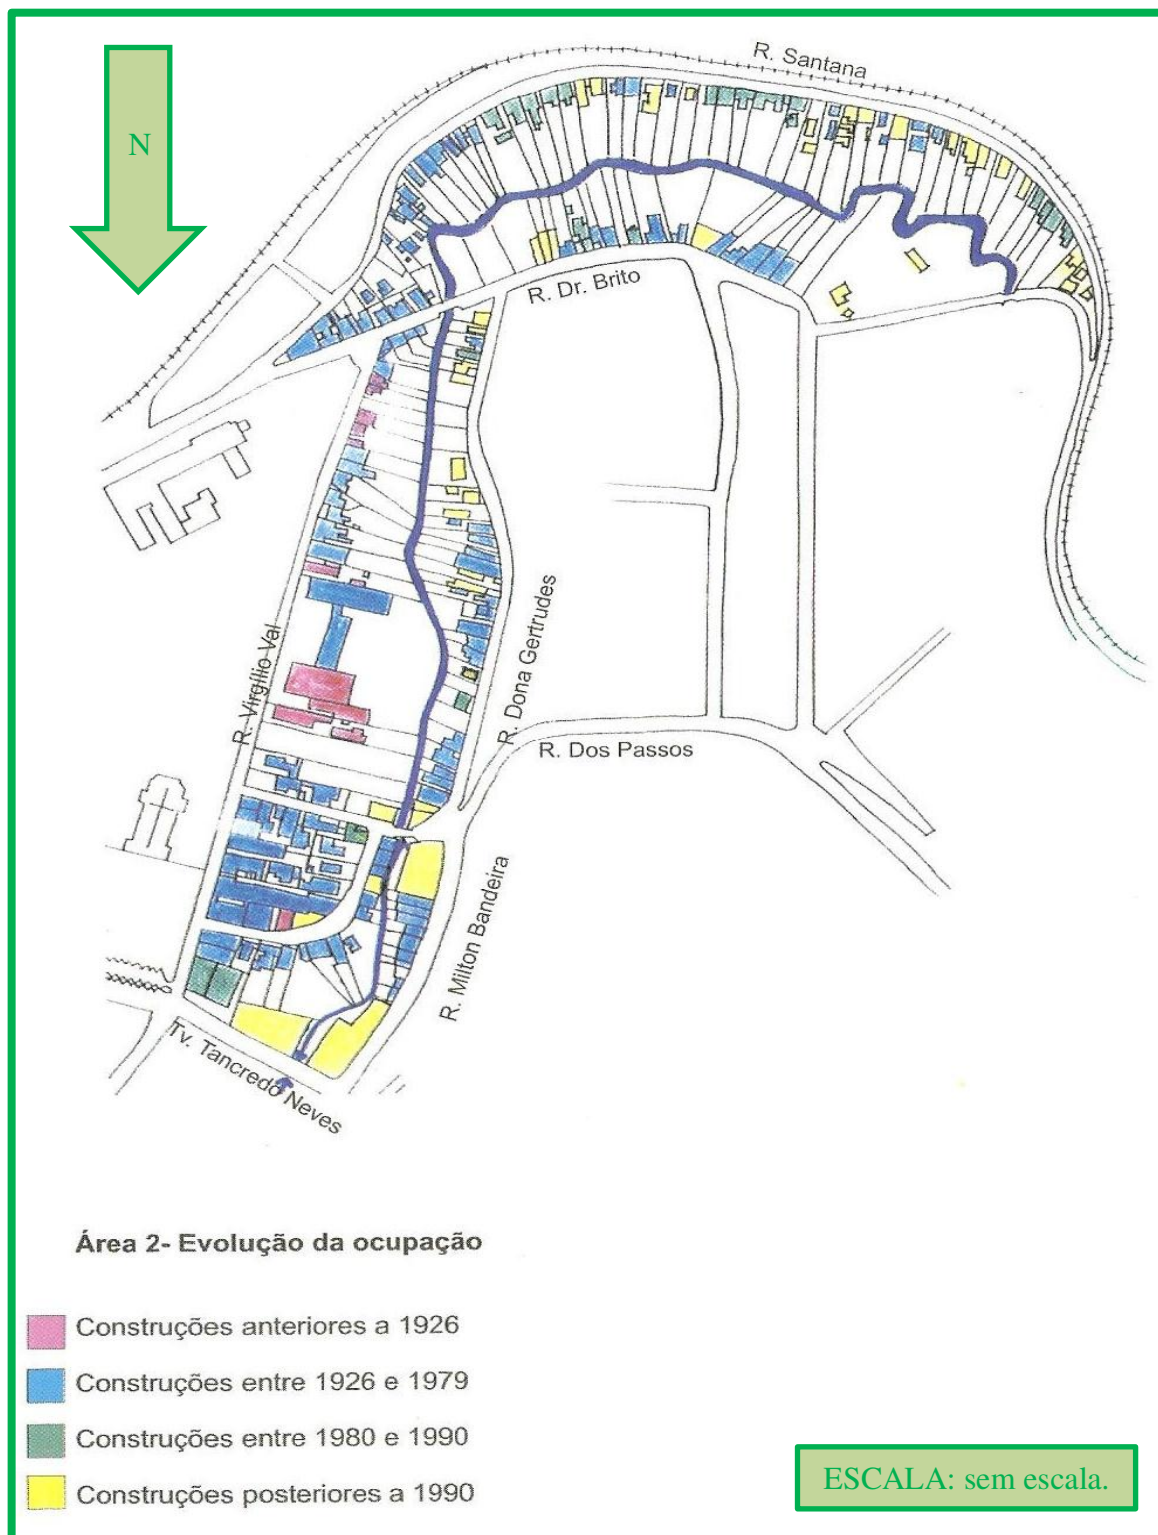 R. Santana
N
R. Dr. Brito
R. Virgílio Val
R. Dona Gertrudes
R. Dos Passos
R. Milton Bandeira
Tv. Tancredo Neves
Área 2- Evolução da ocupação
Construções anteriores a 1926
Construções entre 1926 e 1979
Construções entre 1980 e 1990
Construções posteriores a 1990
ESCALA: sem escala.